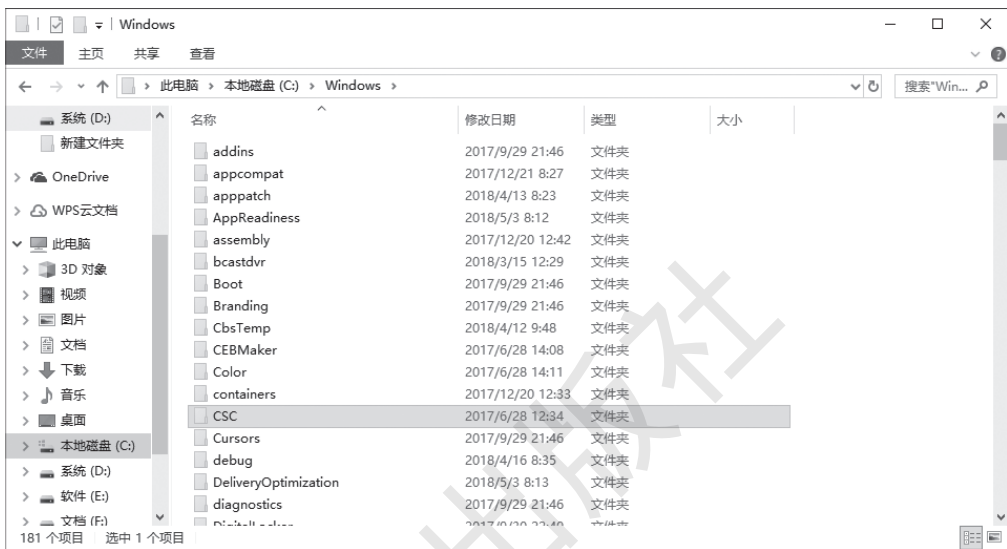 Windows
文件 主页 共享 查看
此电脑 > 本地磁盘 (C:) > Windows > 搜索"Win...
系统 (D:)
新建文件夹
OneDrive
WPS云文档
此电脑
3D 对象
视频
图片
文档
下载
音乐
桌面
本地磁盘 (C:)
系统 (D:)
软件 (E:)
文档 (F:)
名称 修改日期 类型 大小
addins 2017/9/29 21:46 文件夹
appcompat 2017/12/21 8:27 文件夹
apppatch 2018/4/13 8:23 文件夹
AppReadiness 2018/5/3 8:12 文件夹
assembly 2017/12/20 12:42 文件夹
bcastdvr 2018/3/15 12:29 文件夹
Boot 2017/9/29 21:46 文件夹
Branding 2017/9/29 21:46 文件夹
CbsTemp 2018/4/12 9:48 文件夹
CEBMaker 2017/6/28 14:08 文件夹
Color 2017/6/28 14:11 文件夹
containers 2017/12/20 12:33 文件夹
CSC 2017/6/28 12:34 文件夹
Cursors 2017/9/29 21:46 文件夹
debug 2018/4/16 8:35 文件夹
DeliveryOptimization 2018/5/3 8:13 文件夹
diagnostics 2017/9/29 21:46 文件夹
181 个项目 选中 1 个项目
出版社